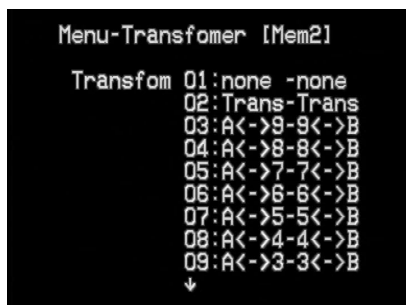 Menu-Transfomer [Mem2]
Transfom 01:none -none
02:Trans-Trans
03:A<->9-9<->B
04:A<->8-8<->B
05:A<->7-7<->B
06:A<->6-6<->B
07:A<->5-5<->B
08:A<->4-4<->B
09:A<->3-3<->B
↓